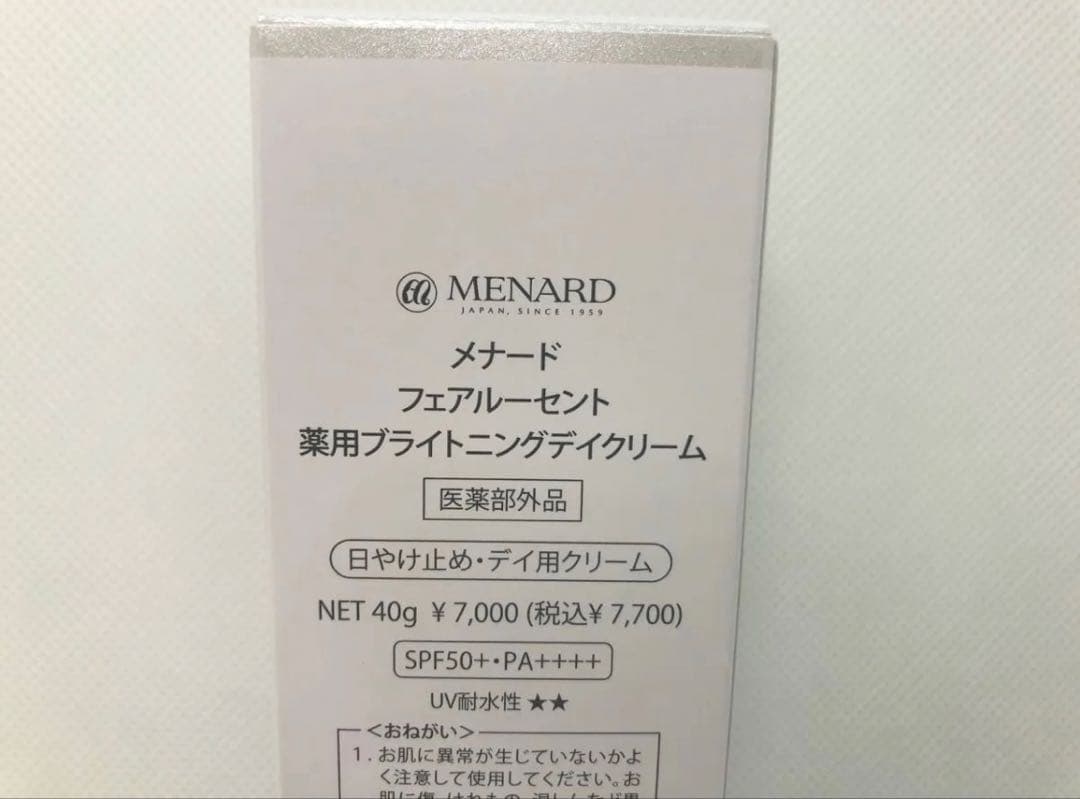 MENARD
JAPAN, SINCE 1959
メナード
フェアルーセント
薬用ブライトニングデイクリーム
医薬部外品
日やけ止め・デイ用クリーム
NET 40g ¥7,000 (税込¥7,700)
SPF50+・PA++++
UV耐水性 ★★
<おねがい>
1. お肌に異常が生じていないかよ
く注意して使用してください。お